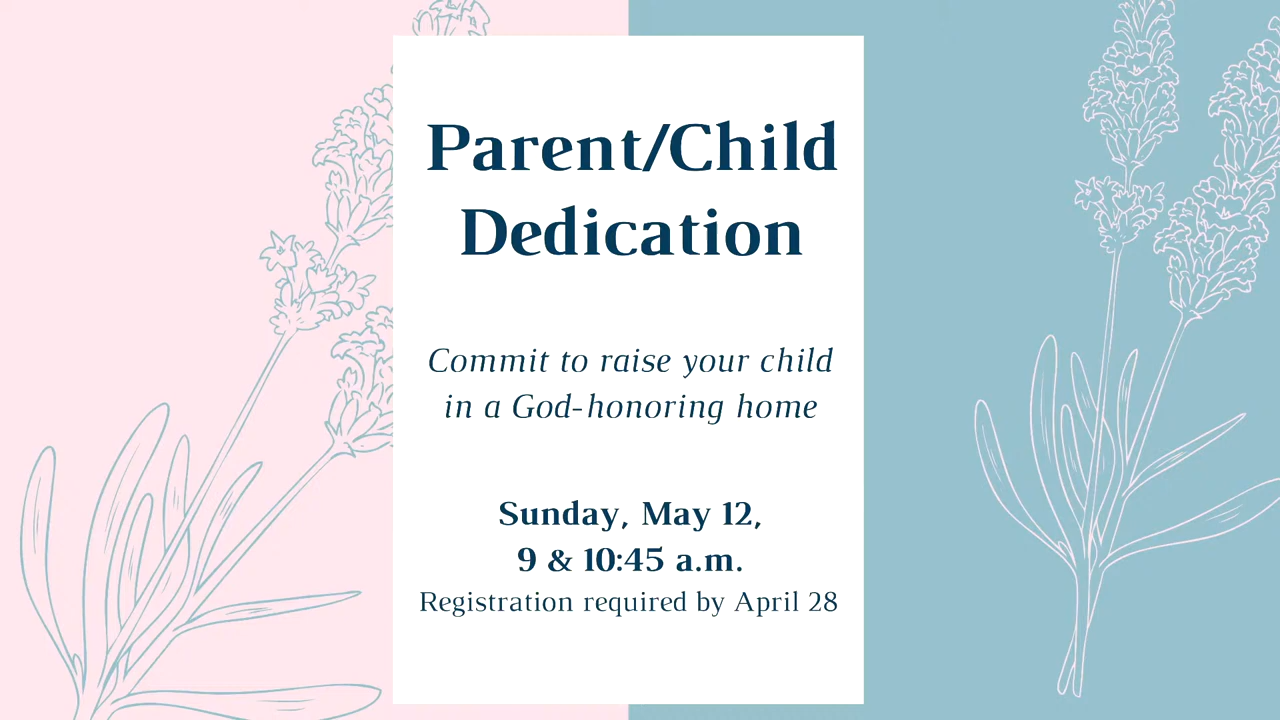 Parent/Child
Dedication
Commit to raise your child
in a God-honoring home
Sunday, May 12,
9 & 10:45 a.m.
Registration required by April 28